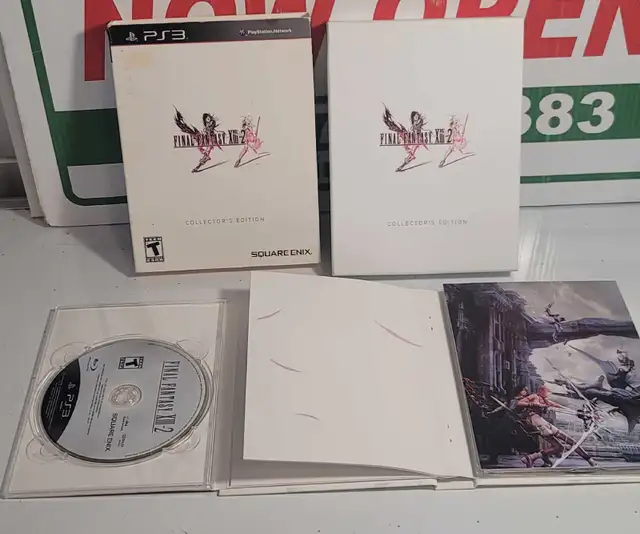 NOW OPEN
883
PS3
PlayStation Network
FINAL FANTASY XIII-2
COLLECTOR'S EDITION
T
SQUARE ENIX
FINAL FANTASY XIII-2
COLLECTOR'S EDITION
PS3
T
FINAL FANTASY XIII-2
SQUARE ENIX